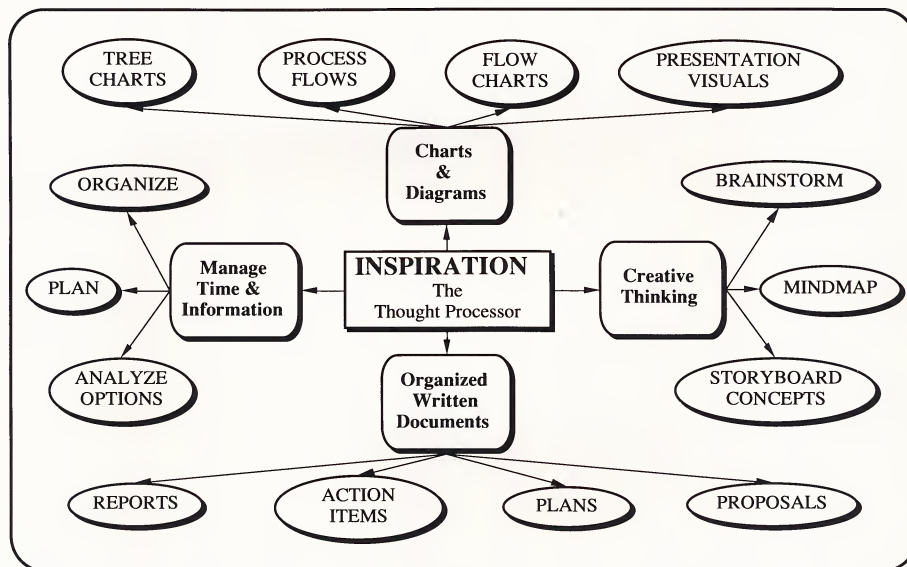 TREE
CHARTS
PROCESS
FLOWS
FLOW
CHARTS
PRESENTATION
VISUALS
Charts
&
Diagrams
ORGANIZE
BRAINSTORM
Manage
Time &
Information
PLAN
INSPIRATION
The
Thought Processor
Creative
Thinking
MINDMAP
ANALYZE
OPTIONS
Organized
Written
Documents
STORYBOARD
CONCEPTS
REPORTS
ACTION
ITEMS
PLANS
PROPOSALS